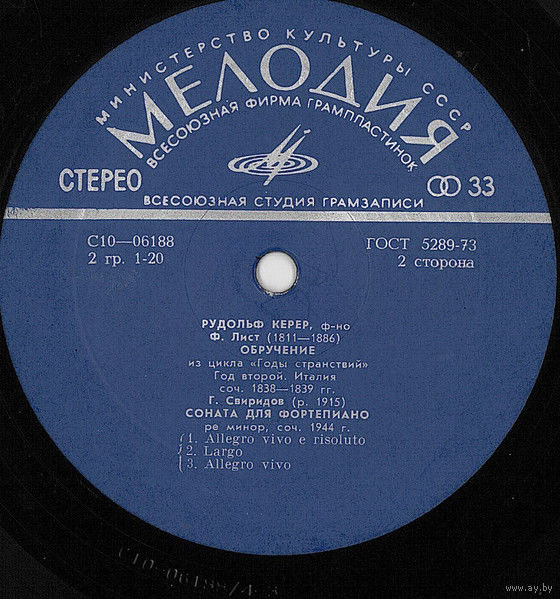 МИНИСТЕРСТВО КУЛЬТУРЫ СССР
МЕЛОДИЯ
ВСЕСОЮЗНАЯ ФИРМА ГРАМПЛАСТИНОК
СТЕРЕО
33
ВСЕСОЮЗНАЯ СТУДИЯ ГРАМЗАПИСИ
С10—06188
ГОСТ 5289-73
2 гр. 1-20
2 сторона
РУДОЛЬФ КЕРЕР, ф-но
Ф. Лист (1811—1886)
ОБРУЧЕНИЕ
из цикла «Годы странствий»
Год второй. Италия
соч. 1838—1839 гг.
Г. Свиридов (р. 1915)
СОНАТА ДЛЯ ФОРТЕПИАНО
ре минор, соч. 1944 г.
1. Allegro vivo e risoluto
2. Largo
3. Allegro vivo
www.ay.by